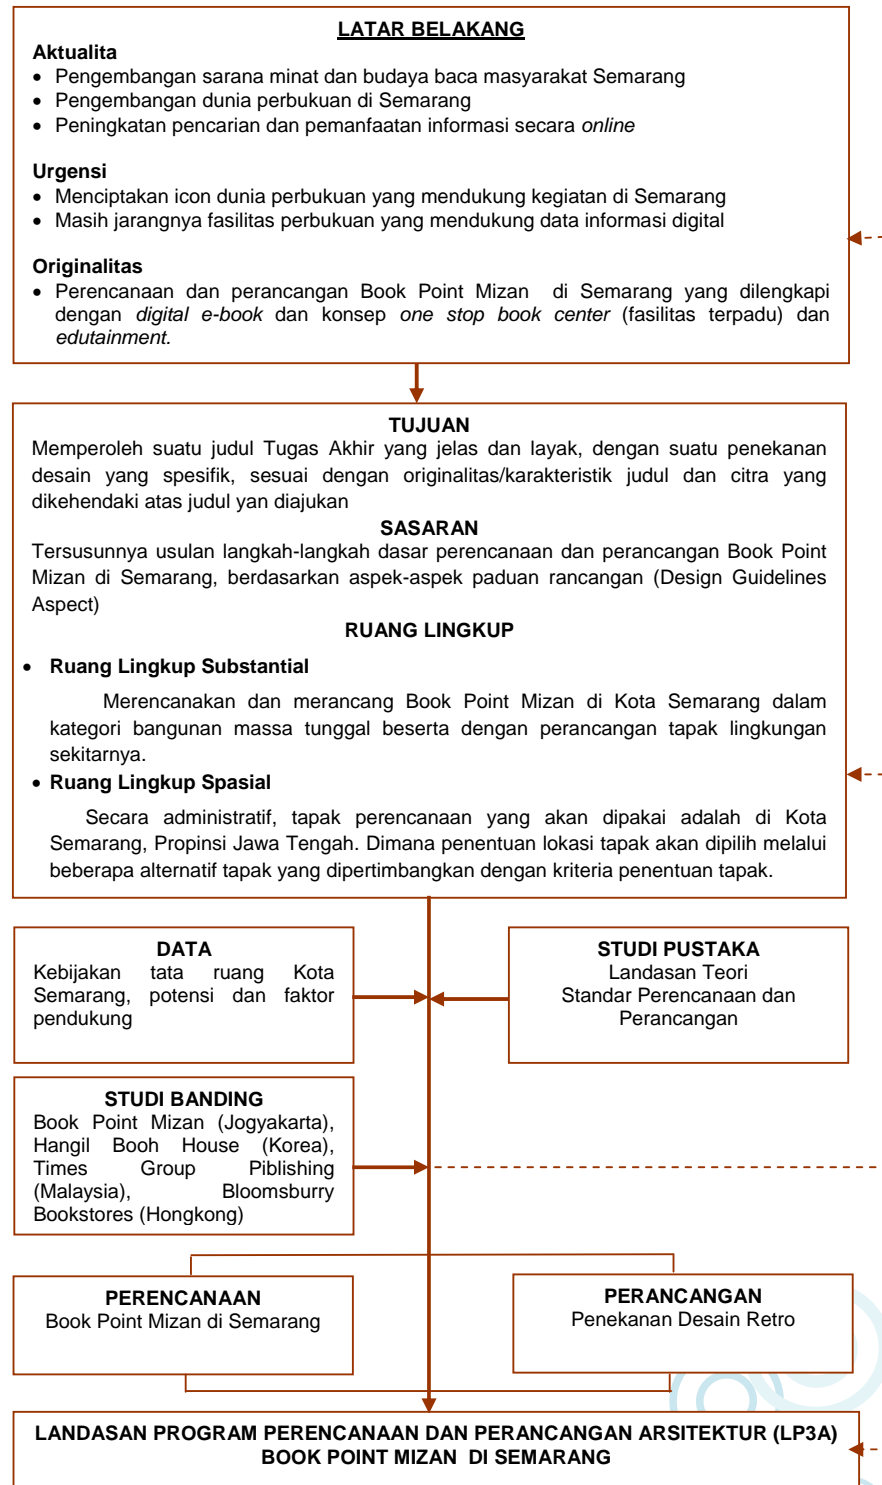 LATAR BELAKANG
Aktualita
• Pengembangan sarana minat dan budaya baca masyarakat Semarang
• Pengembangan dunia perbukuan di Semarang
• Peningkatan pencarian dan pemanfaatan informasi secara online
Urgensi
• Menciptakan icon dunia perbukuan yang mendukung kegiatan di Semarang
• Masih jarangnya fasilitas perbukuan yang mendukung data informasi digital
Originalitas
• Perencanaan dan perancangan Book Point Mizan di Semarang yang dilengkapi
dengan digital e-book dan konsep one stop book center (fasilitas terpadu) dan
edutainment.
TUJUAN
Memperoleh suatu judul Tugas Akhir yang jelas dan layak, dengan suatu penekanan
desain yang spesifik, sesuai dengan originalitas/karakteristik judul dan citra yang
dikehendaki atas judul yan diajukan
SASARAN
Tersusunnya usulan langkah-langkah dasar perencanaan dan perancangan Book Point
Mizan di Semarang, berdasarkan aspek-aspek paduan rancangan (Design Guidelines
Aspect)
RUANG LINGKUP
• Ruang Lingkup Substantial
Merencanakan dan merancang Book Point Mizan di Kota Semarang dalam
kategori bangunan massa tunggal beserta dengan perancangan tapak lingkungan
sekitarnya.
• Ruang Lingkup Spasial
Secara administratif, tapak perencanaan yang akan dipakai adalah di Kota
Semarang, Propinsi Jawa Tengah. Dimana penentuan lokasi tapak akan dipilih melalui
beberapa alternatif tapak yang dipertimbangkan dengan kriteria penentuan tapak.
DATA
Kebijakan tata ruang Kota
Semarang, potensi dan faktor
pendukung
STUDI PUSTAKA
Landasan Teori
Standar Perencanaan dan
Perancangan
STUDI BANDING
Book Point Mizan (Jogyakarta),
Hangil Booh House (Korea),
Times Group Piblishing
(Malaysia), Bloomsburry
Bookstores (Hongkong)
PERENCANAAN
Book Point Mizan di Semarang
PERANCANGAN
Penekanan Desain Retro
LANDASAN PROGRAM PERENCANAAN DAN PERANCANGAN ARSITEKTUR (LP3A)
BOOK POINT MIZAN DI SEMARANG